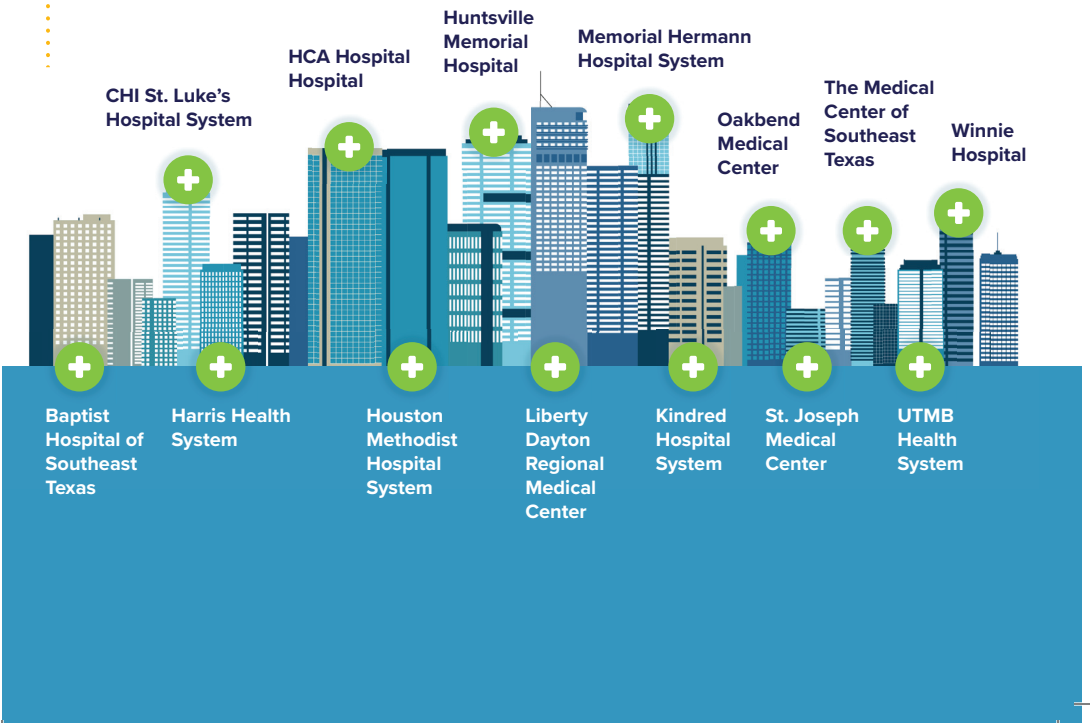 Huntsville
Memorial
Hospital
Memorial Hermann
Hospital System
HCA Hospital
Hospital
CHI St. Luke's
Hospital System
The Medical
Center of
Southeast
Texas
Oakbend
Medical
Center
Winnie
Hospital
Baptist
Hospital of
Southeast
Texas
Harris Health
System
Houston
Methodist
Hospital
System
Liberty
Dayton
Regional
Medical
Center
Kindred
Hospital
System
St. Joseph
Medical
Center
UTMB
Health
System